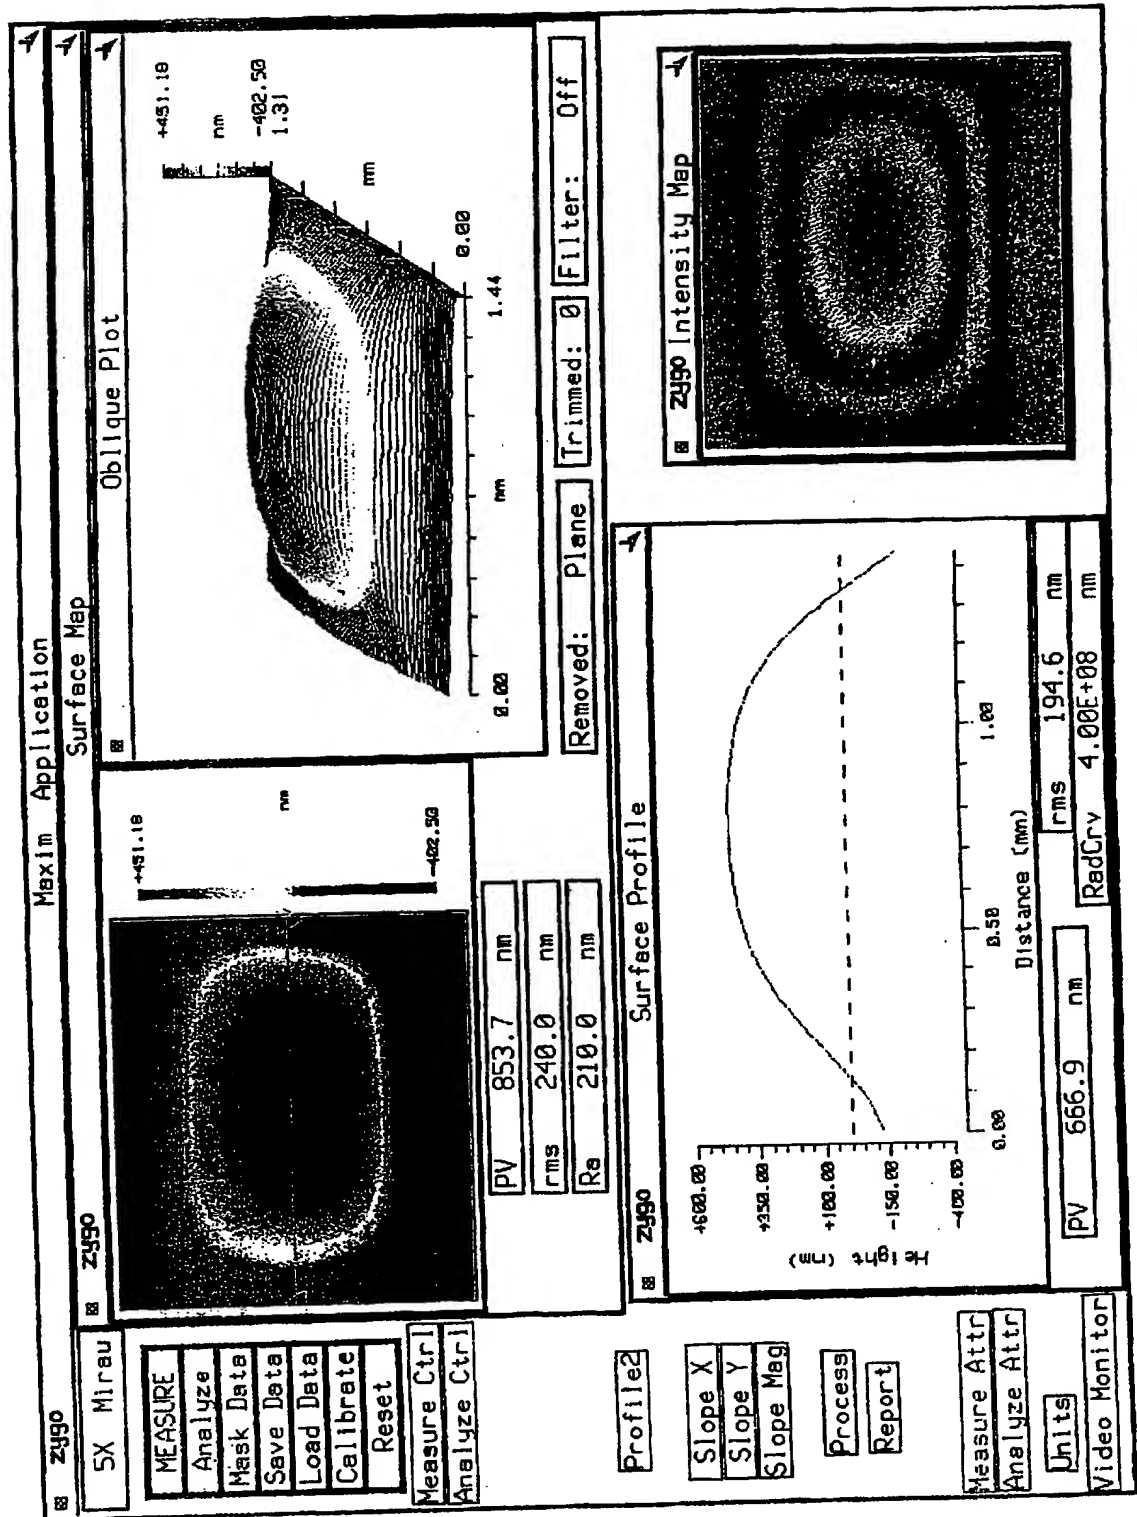 Maxim Application
zygo
Surface Map
5X Mirau
zygo
+451.18
nm
-402.50
PV 853.7 nm
rms 240.0 nm
Ra 210.0 nm
Oblique Plot
+451.18
nm
-402.50
1.31
mm
0.00
1.44
mm
0.00
Removed: Plane
Trimmed: 0
Filter: Off
MEASURE
Analyze
Mask Data
Save Data
Load Data
Calibrate
Reset
Measure Ctrl
Analyze Ctrl
Profile2
Slope X
Slope Y
Slope Mag
Process
Report
Measure Attr
Analyze Attr
Units
Video Monitor
zygo
Surface Profile
+600.00
+350.00
+100.00
-150.00
-400.00
Height (nm)
0.00
0.50
1.00
Distance (mm)
PV 666.9 nm
rms 194.6 nm
RadCrv 4.00E+08 nm
zygo Intensity Map